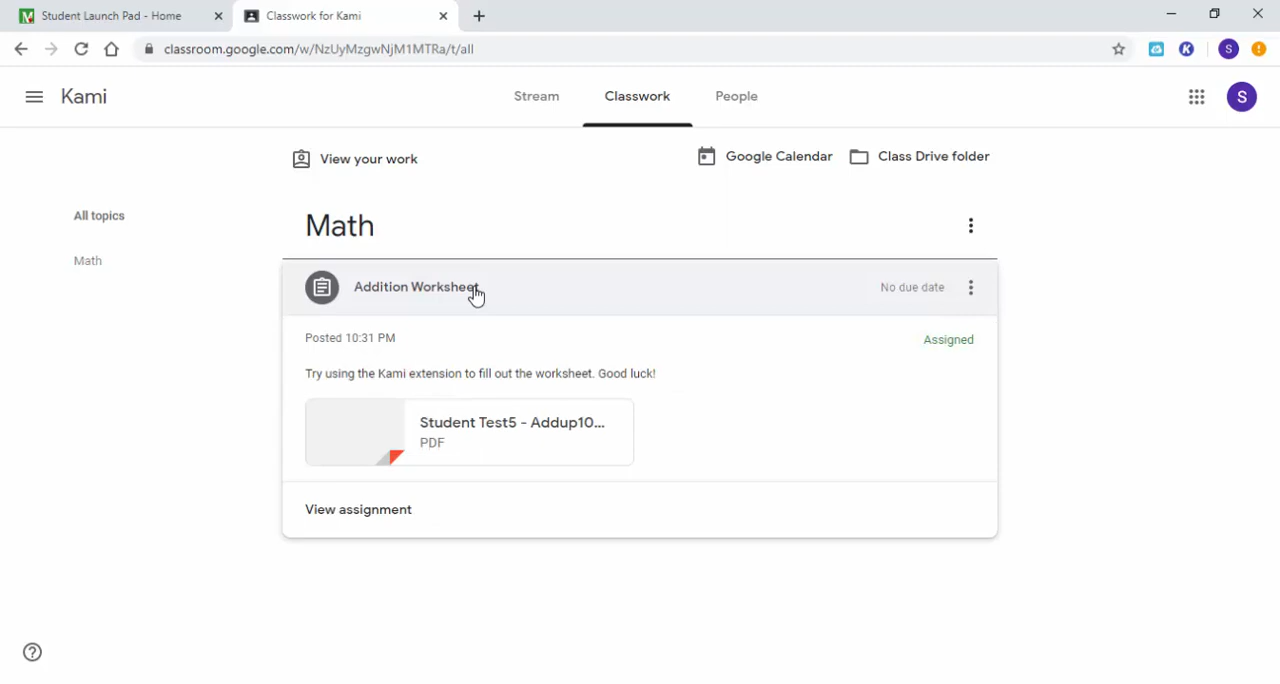 Student Launch Pad - Home
Classwork for Kami
classroom.google.com/w/NzUyMzgwNjM1MTRa/t/all
K
S
Kami
Stream
Classwork
People
S
View your work
Google Calendar
Class Drive folder
All topics
Math
Math
Addition Worksheet
No due date
Posted 10:31 PM
Assigned
Try using the Kami extension to fill out the worksheet. Good luck!
Student Test5 - Addup10...
PDF
View assignment